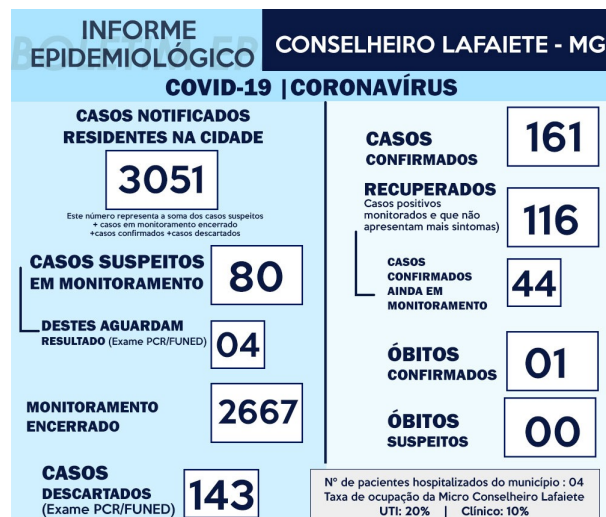 BOLETIM EP
INFORME
EPIDEMIOLÓGICO
CONSELHEIRO LAFAIETE - MG
COVID-19 | CORONAVÍRUS
CASOS NOTIFICADOS
RESIDENTES NA CIDADE
3051
Este número representa a soma dos casos suspeitos
+ casos em monitoramento encerrado
+casos confirmados +casos descartados
CASOS SUSPEITOS
EM MONITORAMENTO
80
DESTES AGUARDAM
RESULTADO (Exame PCR/FUNED)
04
MONITORAMENTO
ENCERRADO
2667
CASOS
DESCARTADOS
(Exame PCR/FUNED)
143
CASOS
CONFIRMADOS
161
RECUPERADOS
Casos positivos
monitorados e que não
apresentam mais sintomas)
116
CASOS
CONFIRMADOS
AINDA EM
MONITORAMENTO
44
ÓBITOS
CONFIRMADOS
01
ÓBITOS
SUSPEITOS
00
Nº de pacientes hospitalizados do município : 04
Taxa de ocupação da Micro Conselheiro Lafaiete
UTI: 20% | Clínico: 10%